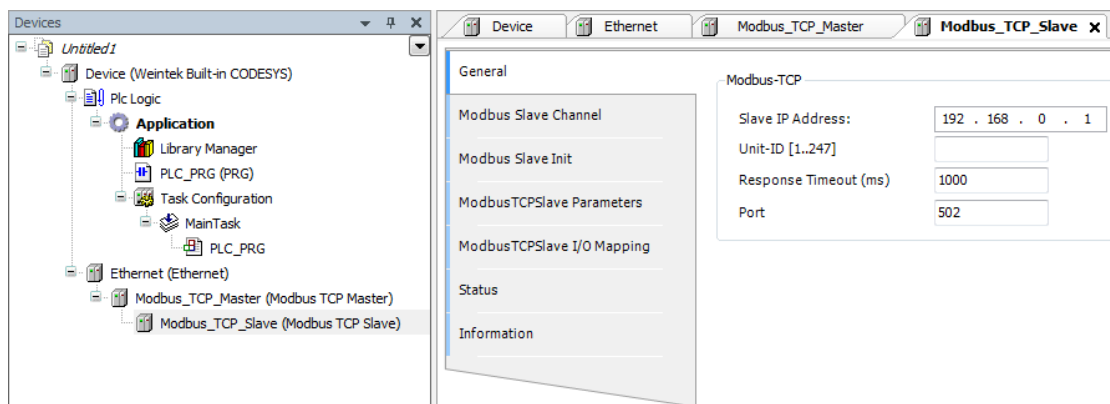 Devices
Untitled1
Device (Weintek Built-in CODESYS)
Plc Logic
Application
Library Manager
PLC_PRG (PRG)
Task Configuration
MainTask
PLC_PRG
Ethernet (Ethernet)
Modbus_TCP_Master (Modbus TCP Master)
Modbus_TCP_Slave (Modbus TCP Slave)
Device
Ethernet
Modbus_TCP_Master
Modbus_TCP_Slave
General
Modbus Slave Channel
Modbus Slave Init
ModbusTCPSlave Parameters
ModbusTCPSlave I/O Mapping
Status
Information
Modbus-TCP
Slave IP Address: 192 . 168 . 0 . 1
Unit-ID [1..247]
Response Timeout (ms) 1000
Port 502